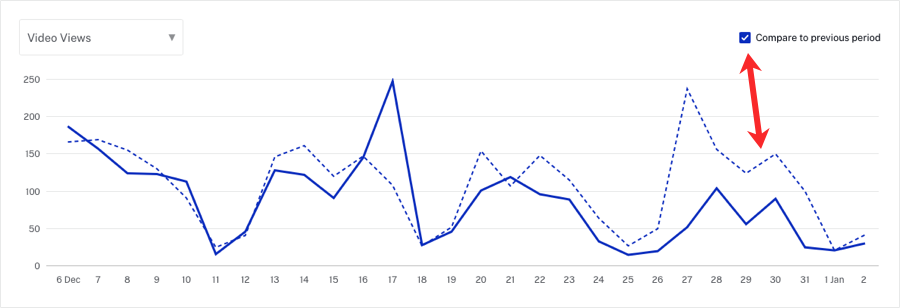 Video Views
Compare to previous period
250
200
150
100
50
0
6 Dec 7 8 9 10 11 12 13 14 15 16 17 18 19 20 21 22 23 24 25 26 27 28 29 30 31 1 Jan 2